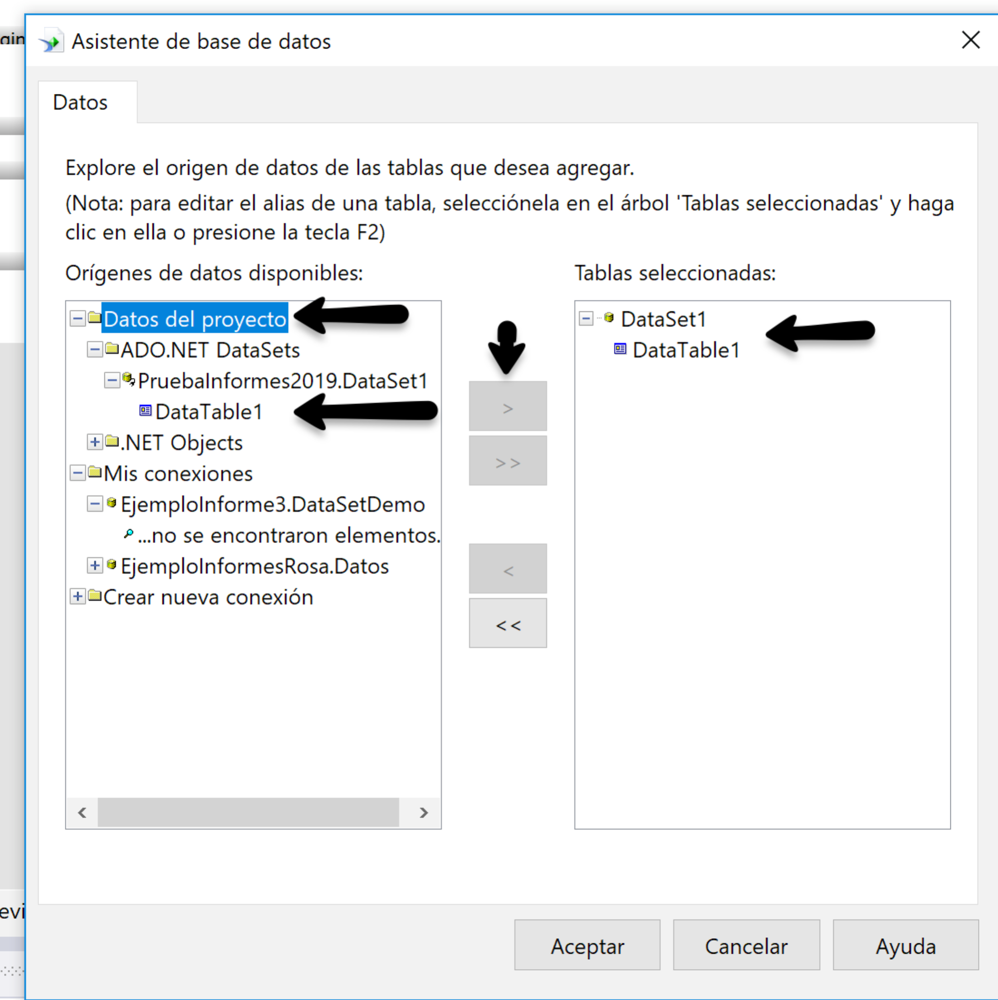 Asistente de base de datos
Datos
Explore el origen de datos de las tablas que desea agregar.
(Nota: para editar el alias de una tabla, selecciónela en el árbol 'Tablas seleccionadas' y haga
clic en ella o presione la tecla F2)
Orígenes de datos disponibles:
Datos del proyecto
ADO.NET DataSets
PruebaInformes2019.DataSet1
DataTable1
.NET Objects
Mis conexiones
EjemploInforme3.DataSetDemo
...no se encontraron elementos.
EjemploInformesRosa.Datos
Crear nueva conexión
>
>>
<
<<
Tablas seleccionadas:
DataSet1
DataTable1
Aceptar
Cancelar
Ayuda